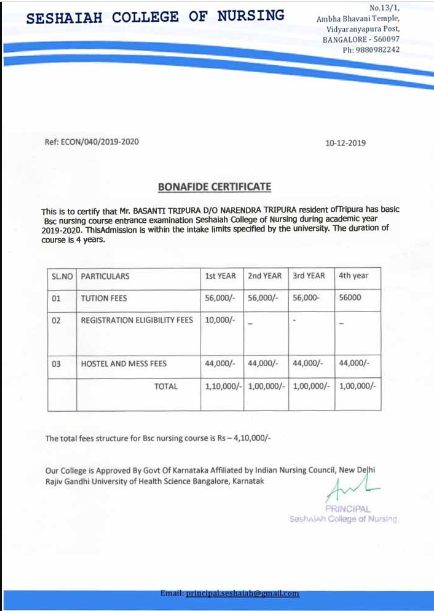 SESHAIAH COLLEGE OF NURSING
No.13/1,
Ambha Bhavani Temple,
Vidyaranyapura Post,
BANGALORE - 560097
Ph: 9880982242
Ref: ECON/040/2019-2020
10-12-2019
BONAFIDE CERTIFICATE
This is to certify that Mr. BASANTI TRIPURA D/O NARENDRA TRIPURA resident ofTripura has basic
Bsc nursing course entrance examination Seshaiah College of Nursing during academic year
2019-2020. ThisAdmission is within the intake limits specified by the university. The duration of
course is 4 years.
SL.NO PARTICULARS 1st YEAR 2nd YEAR 3rd YEAR 4th year
01 TUTION FEES 56,000/- 56,000/- 56,000- 56000
02 REGISTRATION ELIGIBILITY FEES 10,000/- _ - _
03 HOSTEL AND MESS FEES 44,000/- 44,000/- 44,000/- 44,000/-
TOTAL 1,10,000/- 1,00,000/- 1,00,000/- 1,00,000/-
The total fees structure for Bsc nursing course is Rs – 4,10,000/-
Our College is Approved By Govt Of Karnataka Affiliated by Indian Nursing Council, New Delhi
Rajiv Gandhi University of Health Science Bangalore, Karnatak
PRINCIPAL
Seshaiah College of Nursing.
Email: principal.seshaiah@gmail.com